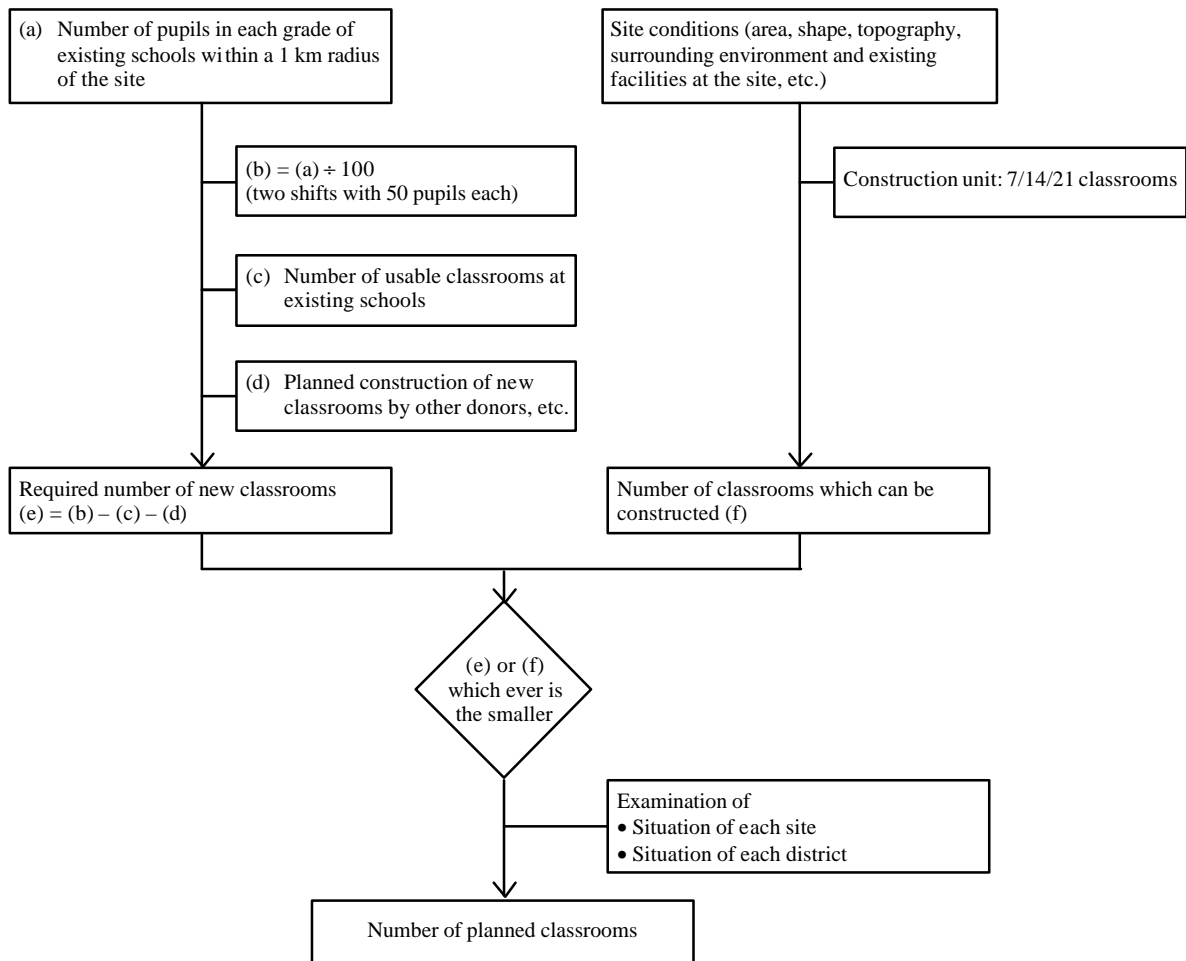 (a) Number of pupils in each grade of
existing schools within a 1 km radius
of the site
Site conditions (area, shape, topography,
surrounding environment and existing
facilities at the site, etc.)
(b) = (a) ÷ 100
(two shifts with 50 pupils each)
Construction unit: 7/14/21 classrooms
(c) Number of usable classrooms at
existing schools
(d) Planned construction of new
classrooms by other donors, etc.
Required number of new classrooms
(e) = (b) – (c) – (d)
Number of classrooms which can be
constructed (f)
(e) or (f)
which ever is
the smaller
Examination of
• Situation of each site
• Situation of each district
Number of planned classrooms